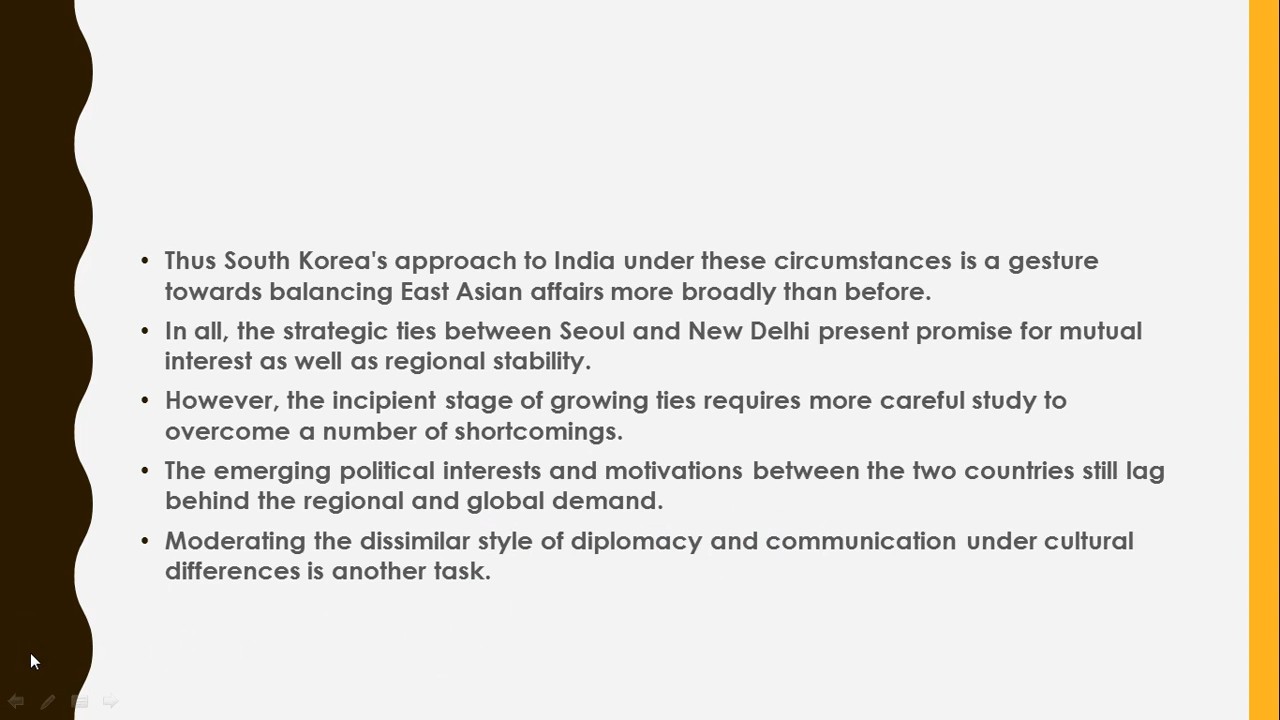 • Thus South Korea's approach to India under these circumstances is a gesture
towards balancing East Asian affairs more broadly than before.
• In all, the strategic ties between Seoul and New Delhi present promise for mutual
interest as well as regional stability.
• However, the incipient stage of growing ties requires more careful study to
overcome a number of shortcomings.
• The emerging political interests and motivations between the two countries still lag
behind the regional and global demand.
• Moderating the dissimilar style of diplomacy and communication under cultural
differences is another task.